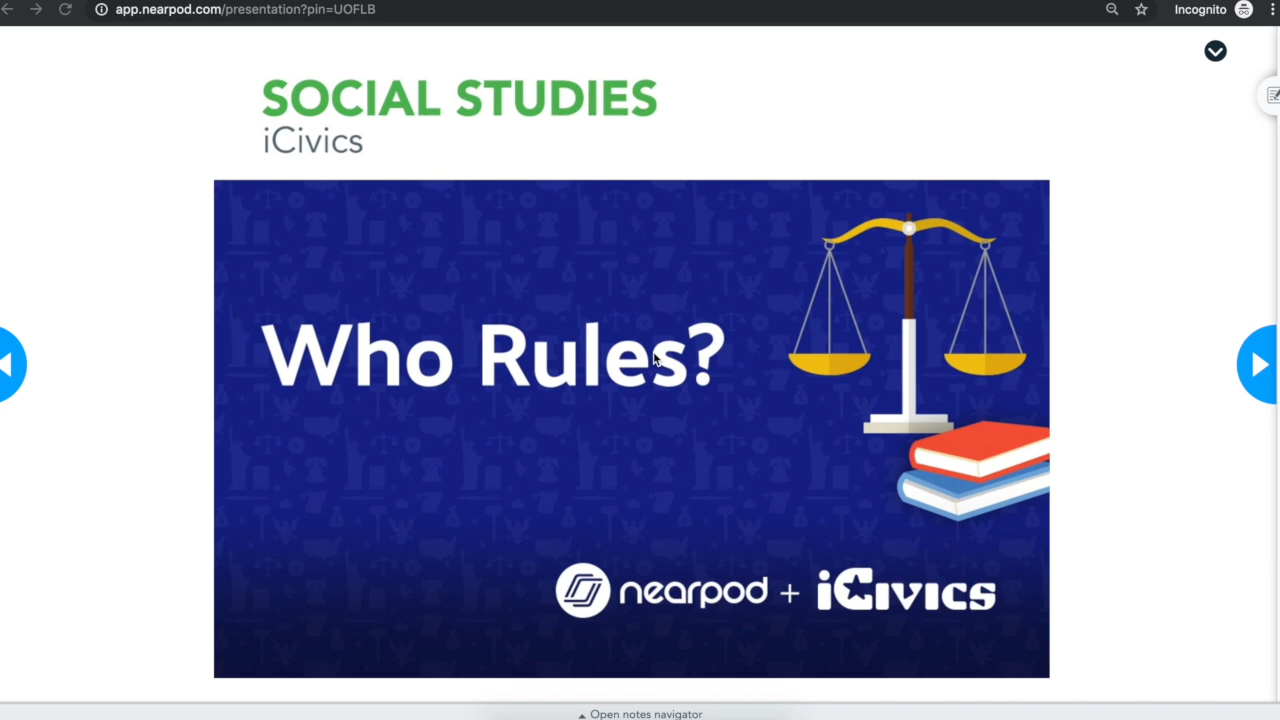 app.nearpod.com/presentation?pin=UOFLB
Incognito
SOCIAL STUDIES
iCivics
Who Rules?
nearpod + iCivics
Open notes navigator